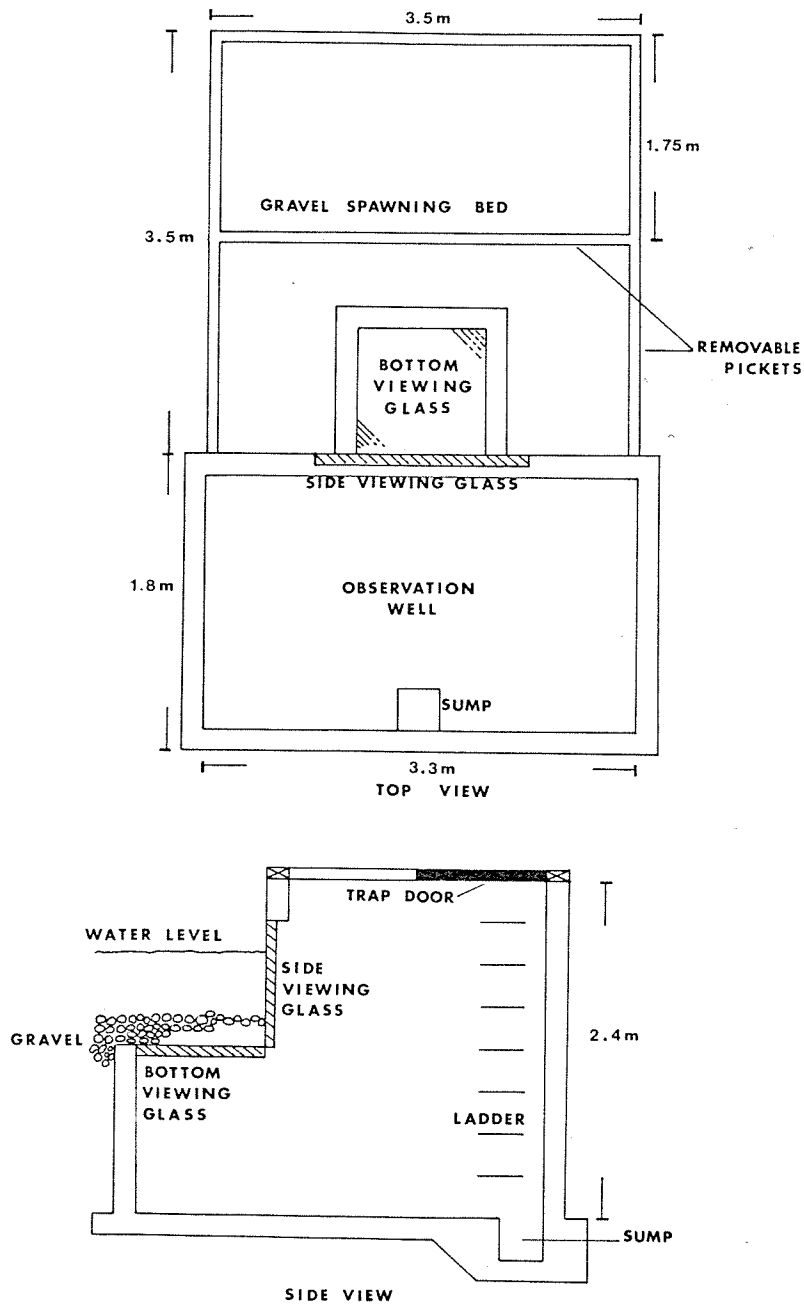 3.5m
1.75m
GRAVEL SPAWNING BED
3.5m
REMOVABLE
PICKETS
BOTTOM
VIEWING
GLASS
SIDE VIEWING GLASS
1.8m
OBSERVATION
WELL
SUMP
3.3m
TOP VIEW
TRAP DOOR
WATER LEVEL
SIDE
VIEWING
GLASS
GRAVEL
2.4m
BOTTOM
VIEWING
GLASS
LADDER
SUMP
SIDE VIEW